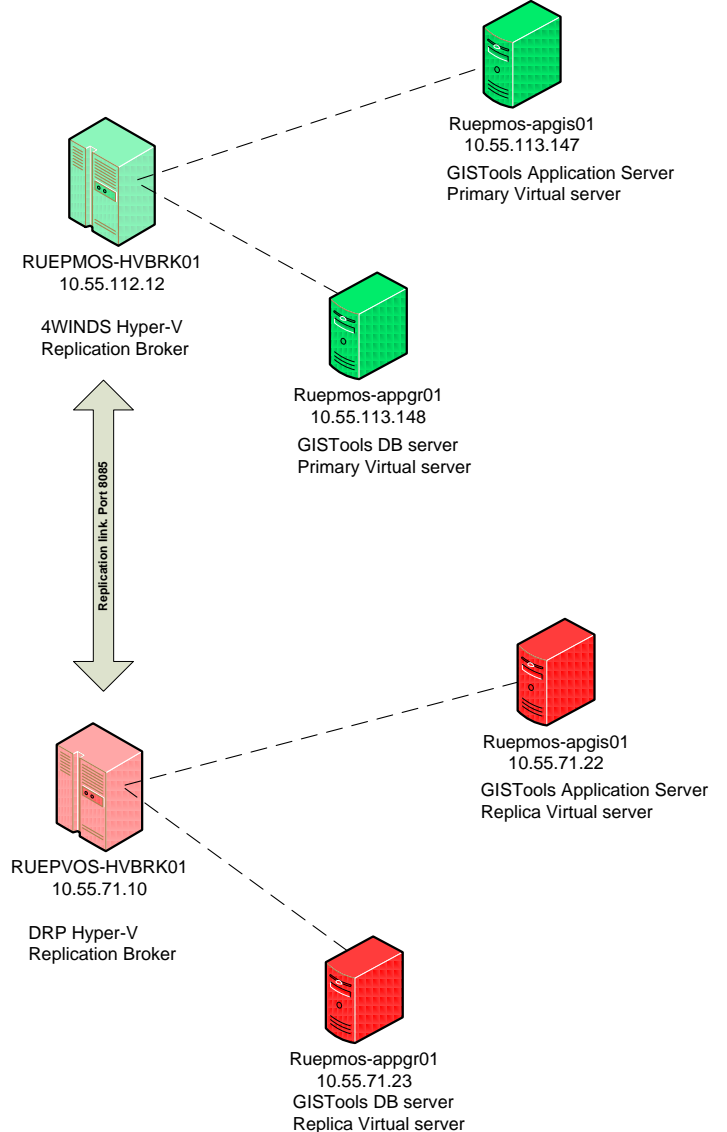 Ruepmos-apgis01
10.55.113.147
GISTools Application Server
Primary Virtual server
RUEPMOS-HVBRK01
10.55.112.12
4WINDS Hyper-V
Replication Broker
Ruepmos-appgr01
10.55.113.148
GISTools DB server
Primary Virtual server
Replication link. Port 8085
Ruepmos-apgis01
10.55.71.22
GISTools Application Server
Replica Virtual server
RUEPVOS-HVBRK01
10.55.71.10
DRP Hyper-V
Replication Broker
Ruepmos-appgr01
10.55.71.23
GISTools DB server
Replica Virtual server